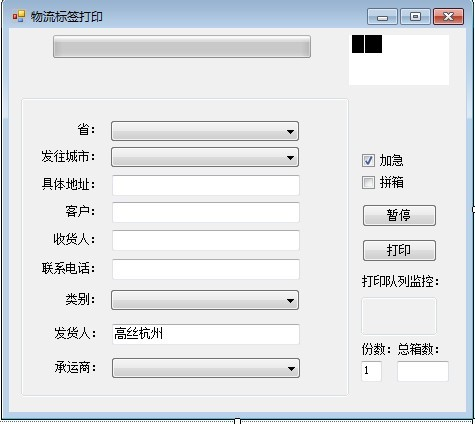 物流标签打印
省：
发往城市：
具体地址：
客户：
收货人：
联系电话：
类别：
发货人： 高丝杭州
承运商：
加急
拼箱
暂停
打印
打印队列监控：
份数： 总箱数：
1